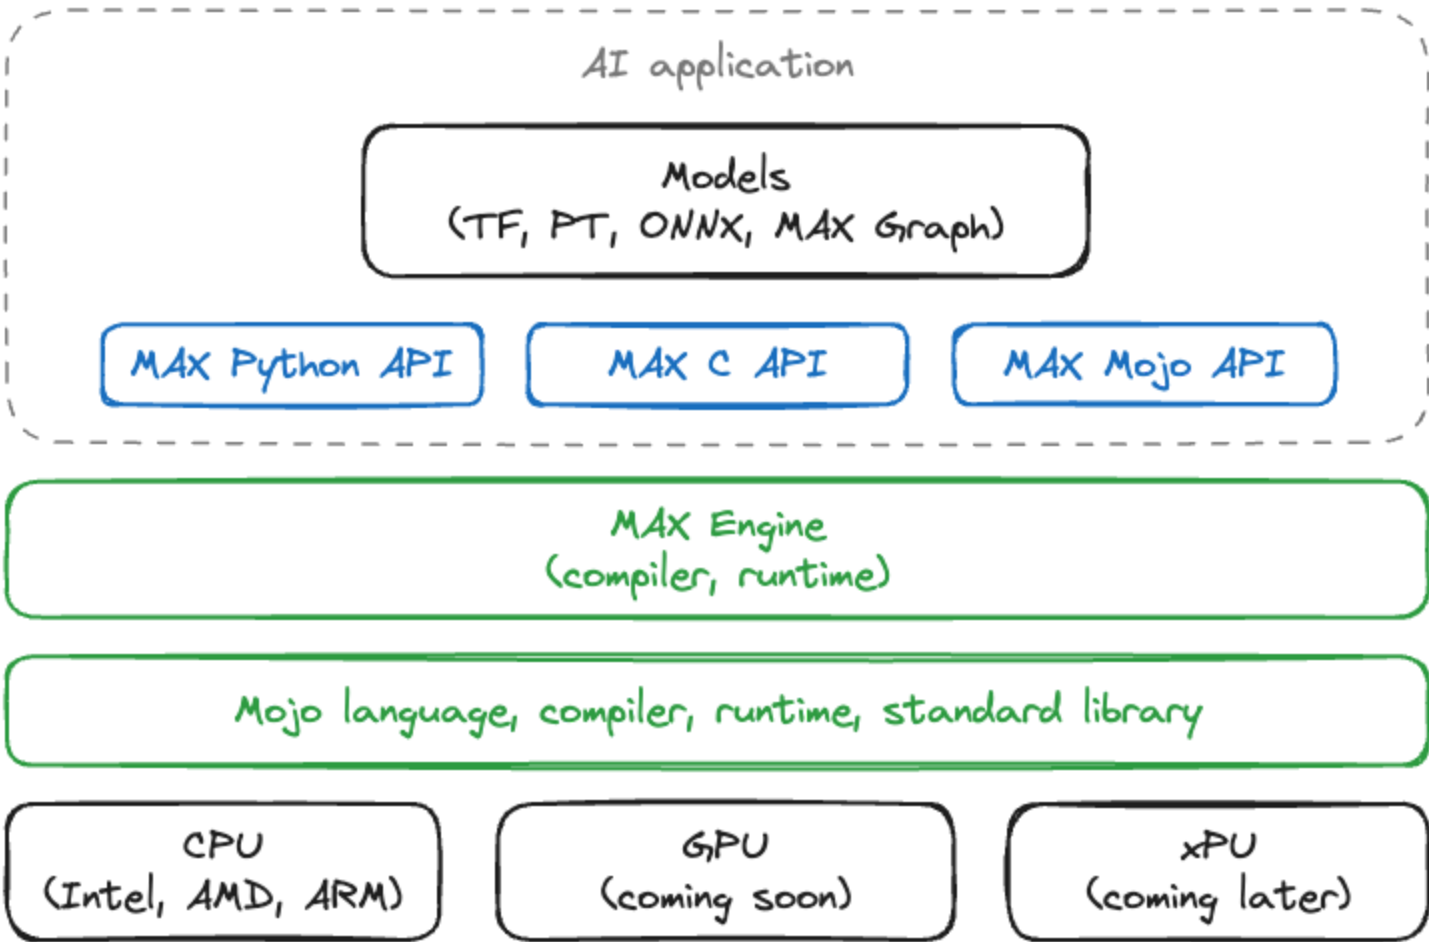 AI application
Models
(TF, PT, ONNX, MAX Graph)
MAX Python API
MAX C API
MAX Mojo API
MAX Engine
(compiler, runtime)
Mojo language, compiler, runtime, standard library
CPU
(Intel, AMD, ARM)
GPU
(coming soon)
xPU
(coming later)